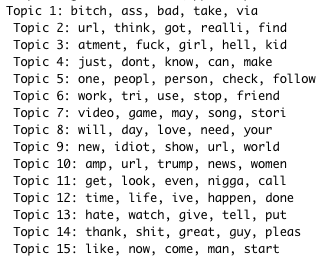 Topic 1: bitch, ass, bad, take, via
Topic 2: url, think, got, realli, find
Topic 3: atment, fuck, girl, hell, kid
Topic 4: just, dont, know, can, make
Topic 5: one, peopl, person, check, follow
Topic 6: work, tri, use, stop, friend
Topic 7: video, game, may, song, stori
Topic 8: will, day, love, need, your
Topic 9: new, idiot, show, url, world
Topic 10: amp, url, trump, news, women
Topic 11: get, look, even, nigga, call
Topic 12: time, life, ive, happen, done
Topic 13: hate, watch, give, tell, put
Topic 14: thank, shit, great, guy, pleas
Topic 15: like, now, come, man, start